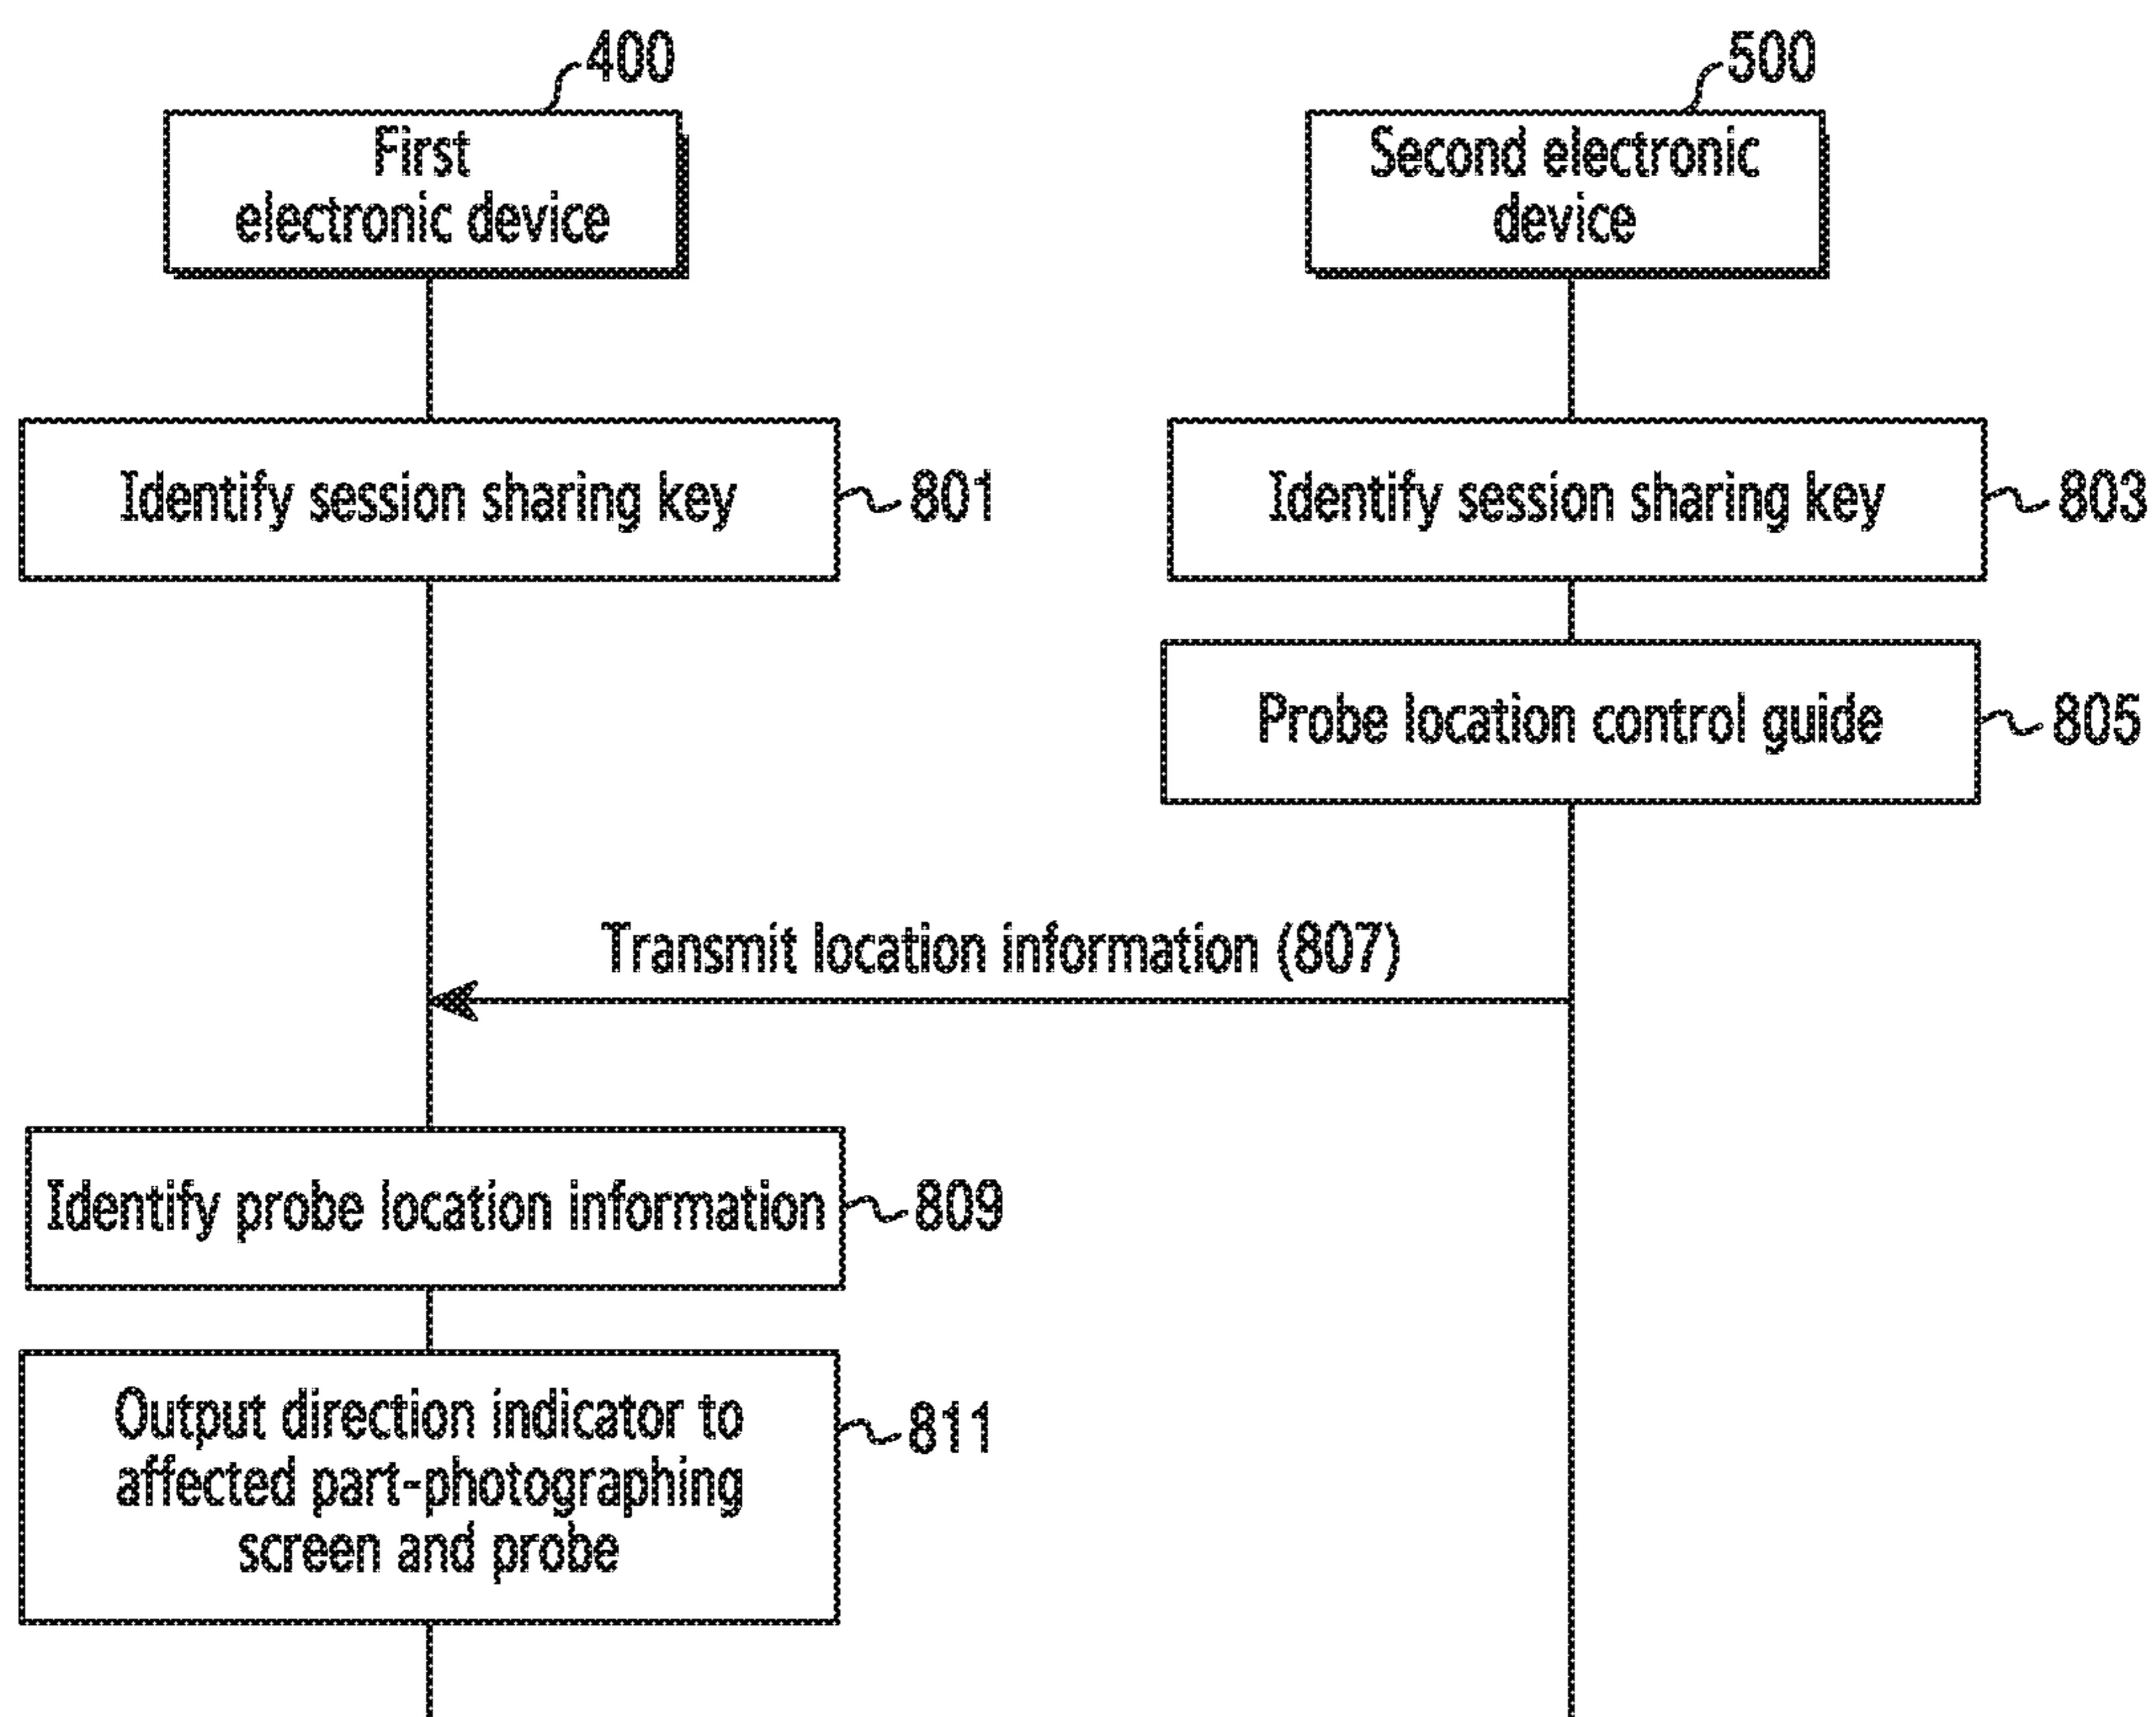 400
First
electronic device
500
Second electronic
device
Identify session sharing key
801
Identify session sharing key
803
Probe location control guide
805
Transmit location information (807)
Identify probe location information
809
Output direction indicator to
affected part-photographing
screen and probe
811